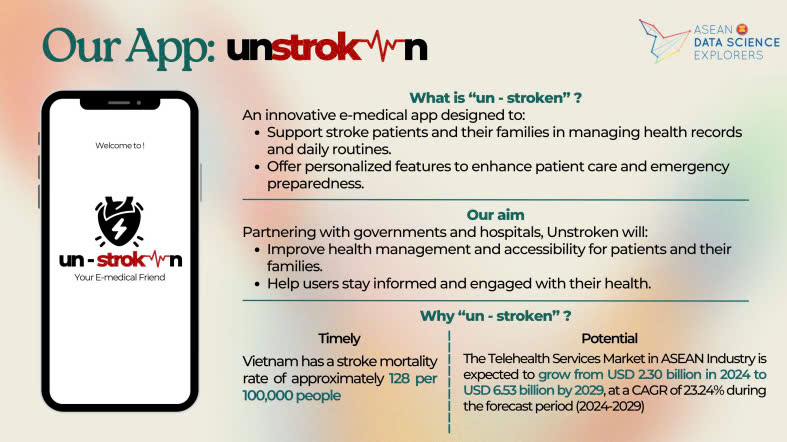 Our App: unstroken
ASEAN
DATA SCIENCE
EXPLORERS
Welcome to !
un - stroken
Your E-medical Friend
What is “un - stroken” ?
An innovative e-medical app designed to:
• Support stroke patients and their families in managing health records
and daily routines.
• Offer personalized features to enhance patient care and emergency
preparedness.
Our aim
Partnering with governments and hospitals, Unstroken will:
• Improve health management and accessibility for patients and their
families.
• Help users stay informed and engaged with their health.
Why “un - stroken” ?
Timely
Vietnam has a stroke mortality
rate of approximately 128 per
100,000 people
Potential
The Telehealth Services Market in ASEAN Industry is
expected to grow from USD 2.30 billion in 2024 to
USD 6.53 billion by 2029, at a CAGR of 23.24% during
the forecast period (2024-2029)